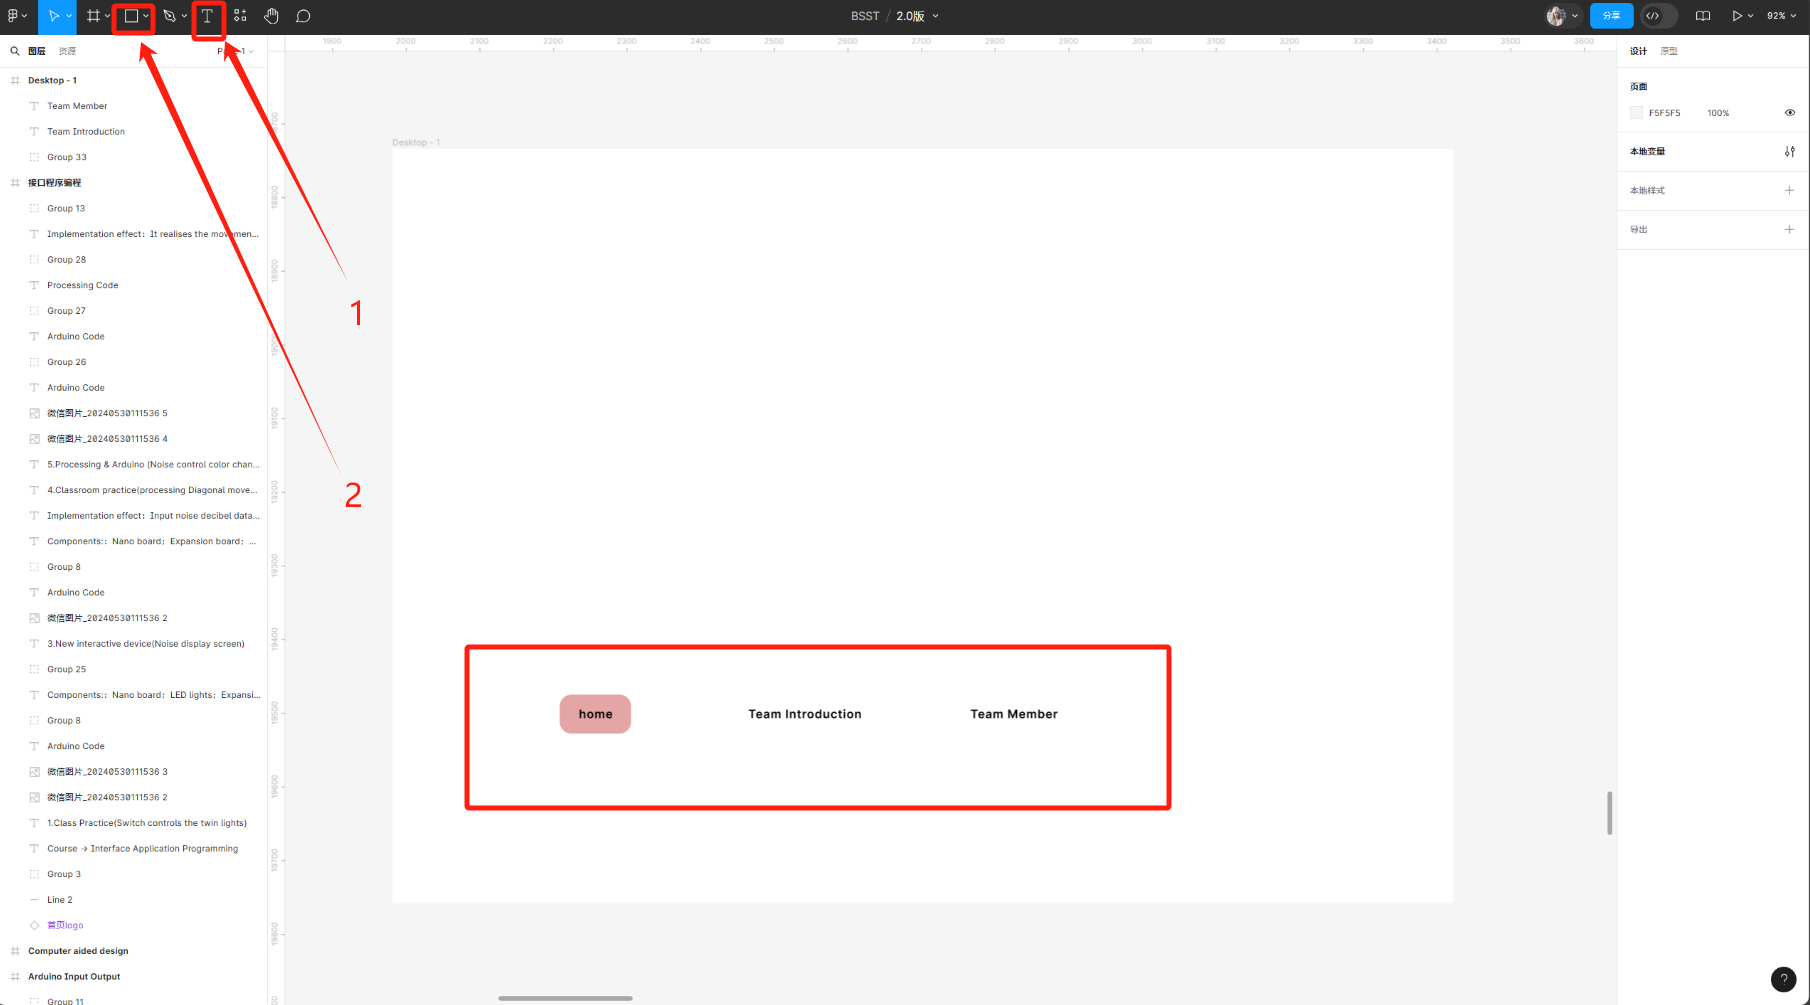 BSST / 2.0版
分享
92%
图层 资源
1900 2000 2100 2200 2300 2400 2500 2600 2700 2800 2900 3000 3100 3200 3300 3400 3500 3600
设计 原型
Desktop - 1
Team Member
Team Introduction
Group 33
接口程序编程
Group 13
Implementation effect：It realises the movemen...
Group 28
Processing Code
Group 27
Arduino Code
Group 26
Arduino Code
微信图片_20240530111536 5
微信图片_20240530111536 4
5.Processing & Arduino (Noise control color chan...
4.Classroom practice(processing Diagonal move...
Implementation effect：Input noise decibel data...
Components:：Nano board；Expansion board；...
Group 8
Arduino Code
微信图片_20240530111536 2
3.New interactive device(Noise display screen)
Group 25
Components:：Nano board；LED lights；Expansi...
Group 8
Arduino Code
微信图片_20240530111536 3
微信图片_20240530111536 2
1.Class Practice(Switch controls the twin lights)
Course → Interface Application Programming
Group 3
Line 2
首页logo
Computer aided design
Arduino Input Output
Group 11
18800
18900
19100
19200
19300
19400
19500
19600
19700
19800
1
2
Desktop - 1
home
Team Introduction
Team Member
页面
F5F5F5 100%
本地变量
本地样式
导出
?